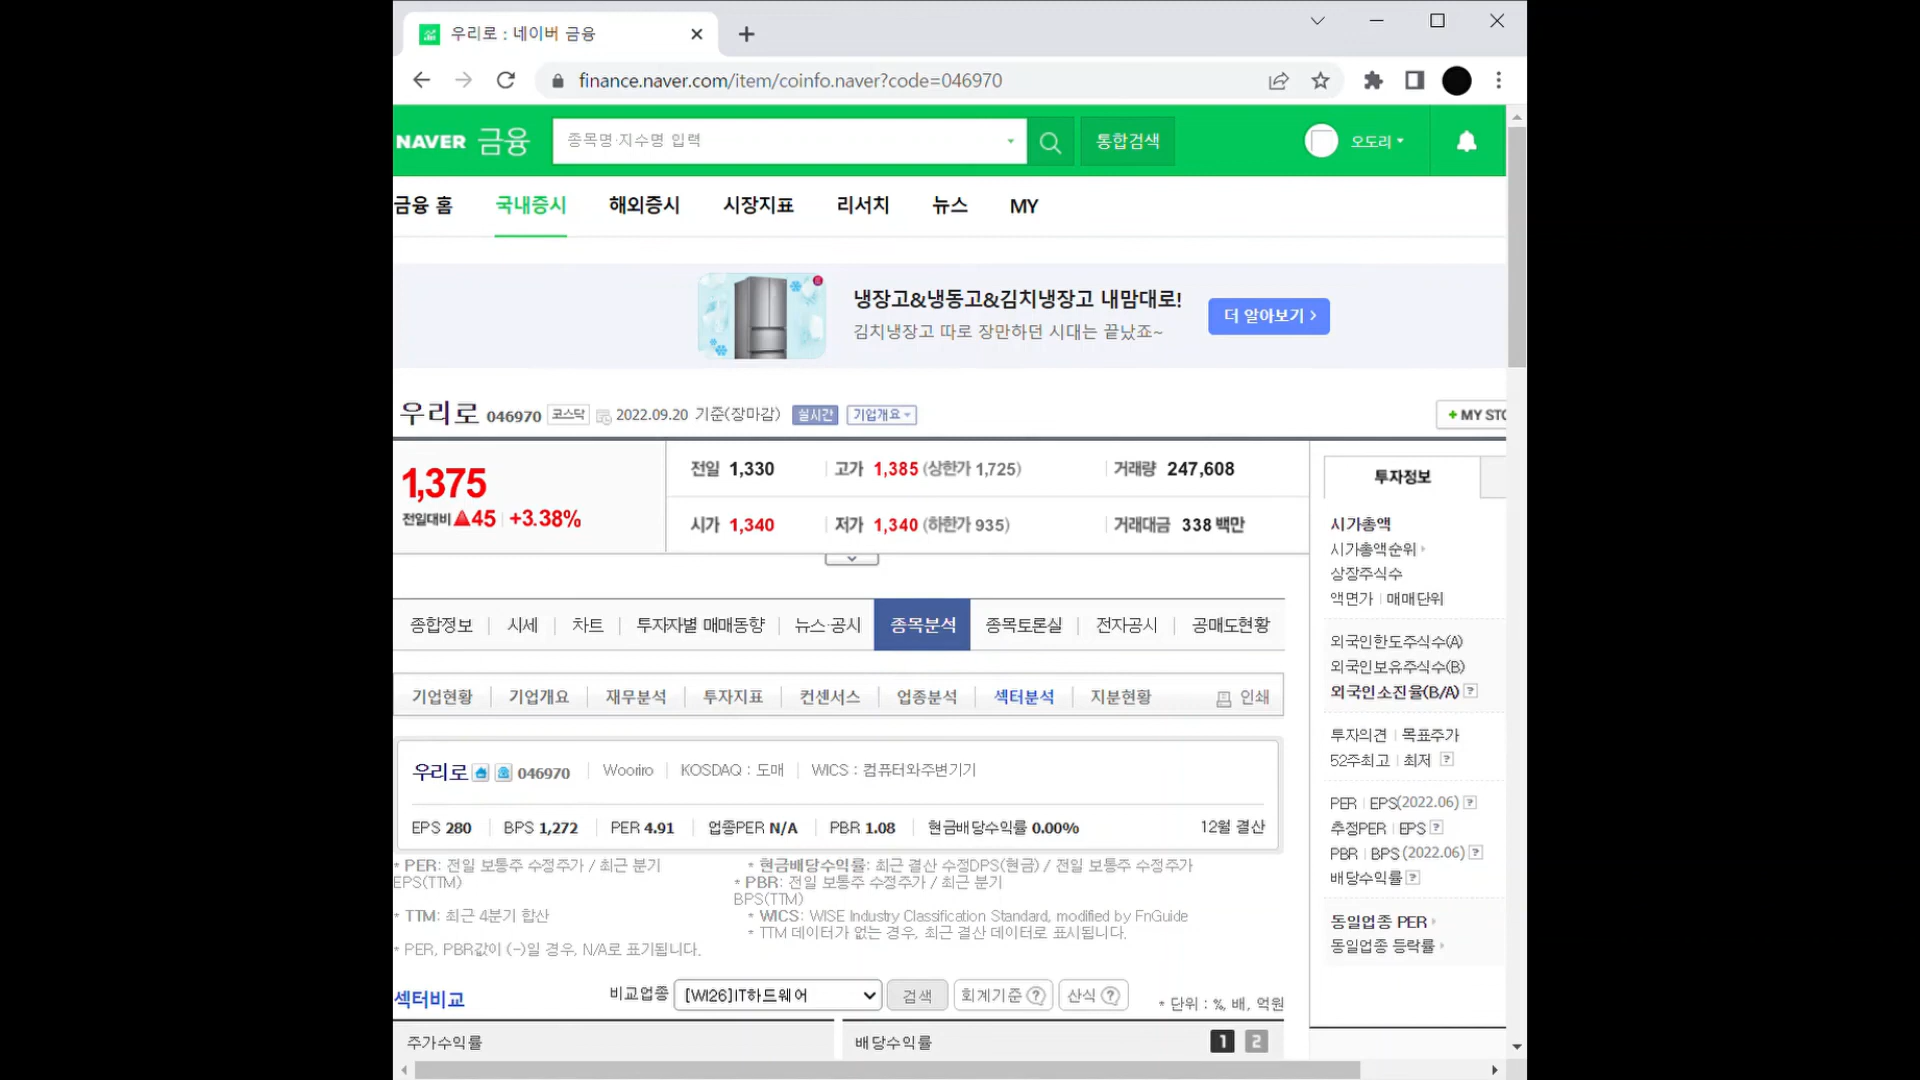 우리로 : 네이버 금융
finance.naver.com/item/coinfo.naver?code=046970
NAVER 금융 종목명·지수명 입력 통합검색 오도리
금융 홈 국내증시 해외증시 시장지표 리서치 뉴스 MY
냉장고&냉동고&김치냉장고 내맘대로!
김치냉장고 따로 장만하던 시대는 끝났죠~
더 알아보기 >
우리로 046970 코스닥 2022.09.20 기준(장마감) 실시간 기업개요 + MY STO
1,375
전일대비 ▲45 +3.38%
전일 1,330 고가 1,385 (상한가 1,725) 거래량 247,608
시가 1,340 저가 1,340 (하한가 935) 거래대금 338 백만
종합정보 시세 차트 투자자별 매매동향 뉴스·공시 종목분석 종목토론실 전자공시 공매도현황
기업현황 기업개요 재무분석 투자지표 컨센서스 업종분석 섹터분석 지분현황 인쇄
우리로 046970 Wooriro KOSDAQ : 도매 WICS : 컴퓨터와주변기기
EPS 280 BPS 1,272 PER 4.91 업종PER N/A PBR 1.08 현금배당수익률 0.00% 12월 결산
* PER: 전일 보통주 수정주가 / 최근 분기
EPS(TTM)
* TTM: 최근 4분기 합산
* PER, PBR값이 (-)일 경우, N/A로 표기됩니다.
* 현금배당수익률: 최근 결산 수정DPS(현금) / 전일 보통주 수정주가
* PBR: 전일 보통주 수정주가 / 최근 분기
BPS(TTM)
* WICS: WISE Industry Classification Standard, modified by FnGuide
* TTM 데이터가 없는 경우, 최근 결산 데이터로 표시됩니다.
섹터비교 비교업종 [WI26]IT하드웨어 검색 회계기준 ? 산식 ? * 단위 : %, 배, 억원
주가수익률 배당수익률 1 2
투자정보
시가총액
시가총액순위
상장주식수
액면가 매매단위
외국인한도주식수(A)
외국인보유주식수(B)
외국인소진율(B/A) ?
투자의견 목표주가
52주최고 최저 ?
PER EPS(2022.06) ?
추정PER EPS ?
PBR BPS (2022.06) ?
배당수익률 ?
동일업종 PER
동일업종 등락률